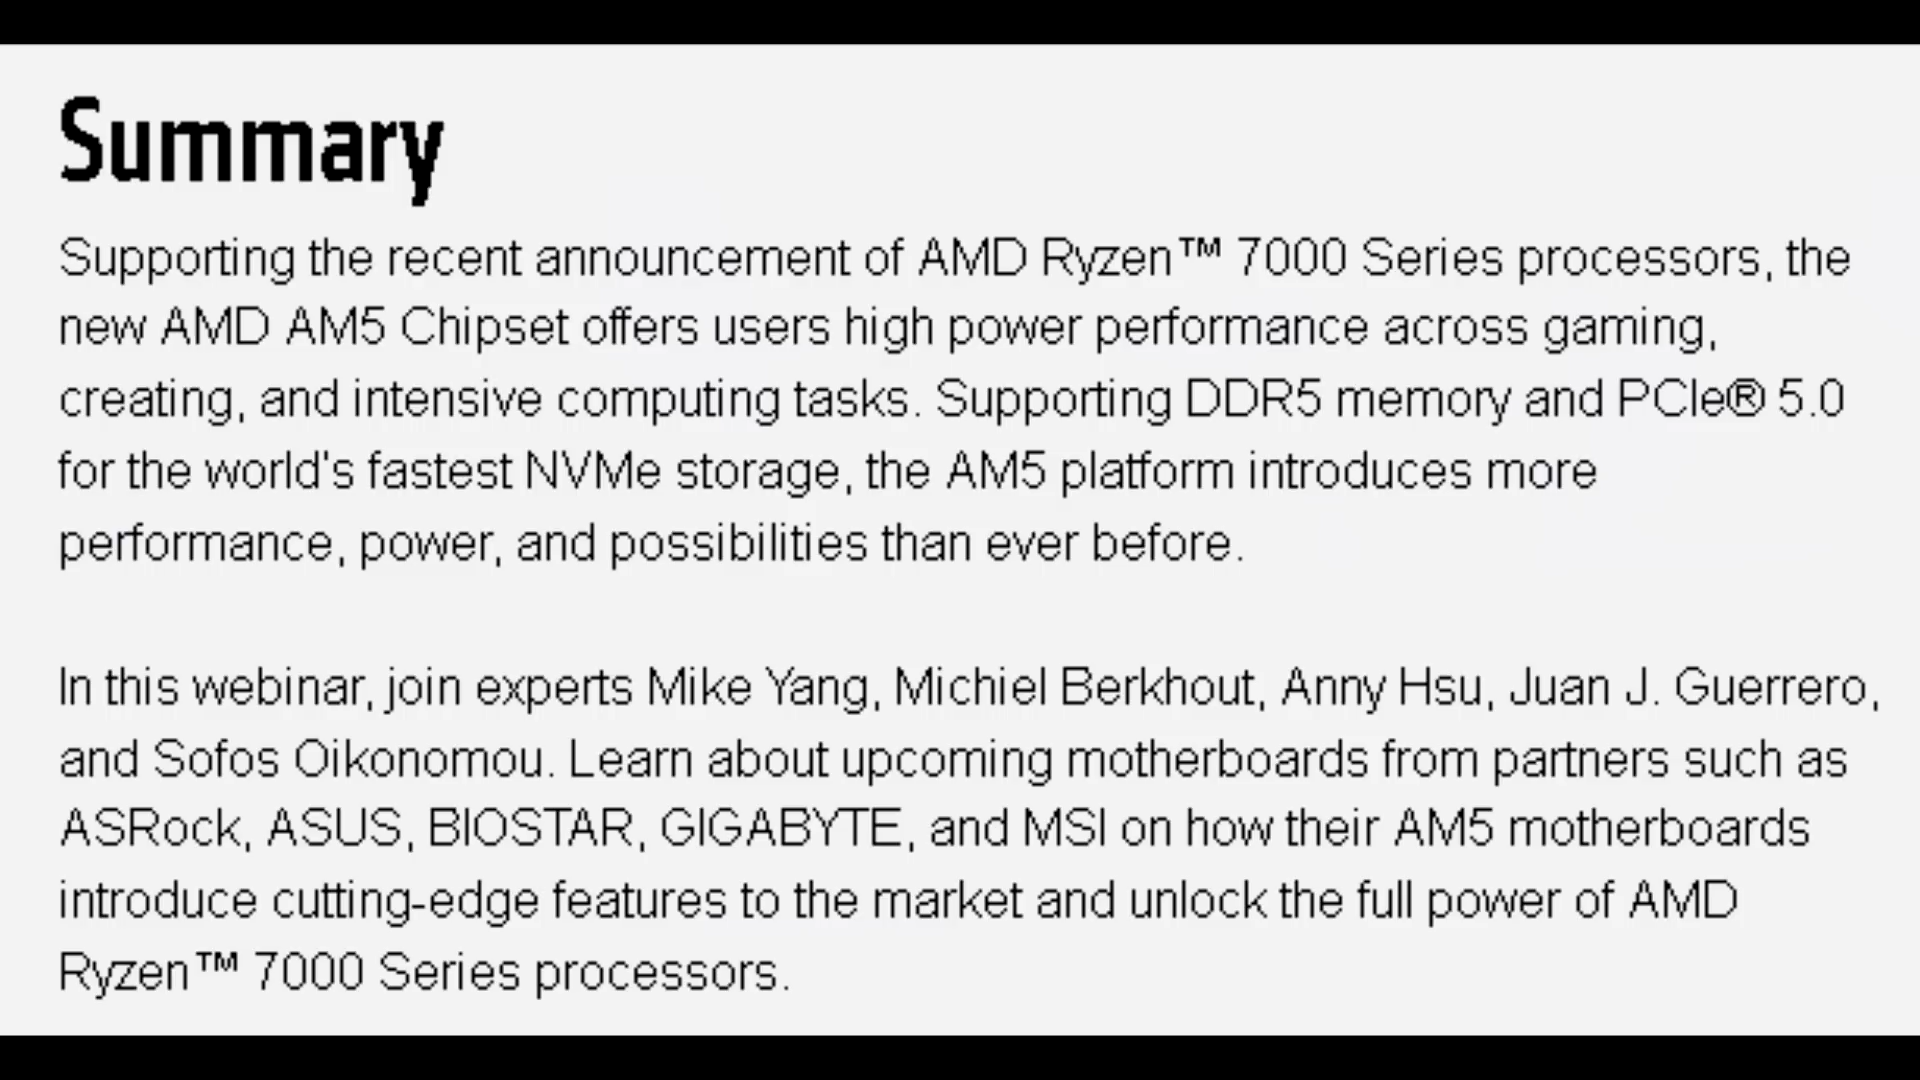 Summary
Supporting the recent announcement of AMD Ryzen™ 7000 Series processors, the
new AMD AM5 Chipset offers users high power performance across gaming,
creating, and intensive computing tasks. Supporting DDR5 memory and PCIe® 5.0
for the world's fastest NVMe storage, the AM5 platform introduces more
performance, power, and possibilities than ever before.
In this webinar, join experts Mike Yang, Michiel Berkhout, Anny Hsu, Juan J. Guerrero,
and Sofos Oikonomou. Learn about upcoming motherboards from partners such as
ASRock, ASUS, BIOSTAR, GIGABYTE, and MSI on how their AM5 motherboards
introduce cutting-edge features to the market and unlock the full power of AMD
Ryzen™ 7000 Series processors.